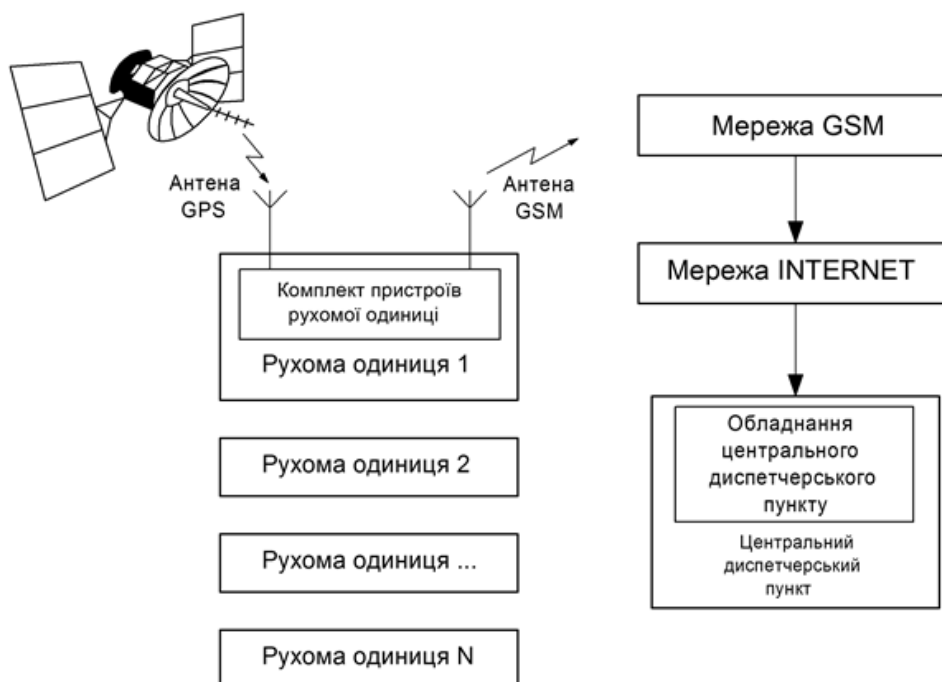 Антена
GPS
Антена
GSM
Комплект пристроїв
рухомої одиниці
Рухома одиниця 1
Рухома одиниця 2
Рухома одиниця ...
Рухома одиниця N
Мережа GSM
Мережа INTERNET
Обладнання
центрального
диспетчерського
пункту
Центральний
диспетчерський
пункт